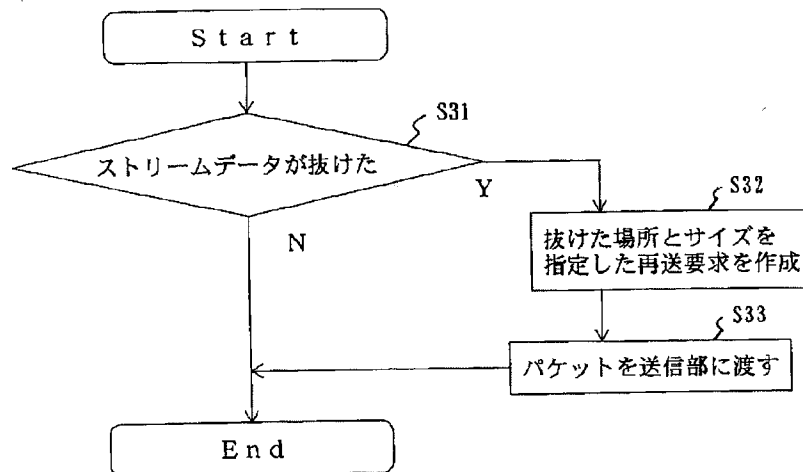 Start
S31
ストリームデータが抜けた
Y
N
S32
抜けた場所とサイズを
指定した再送要求を作成
S33
パケットを送信部に渡す
End